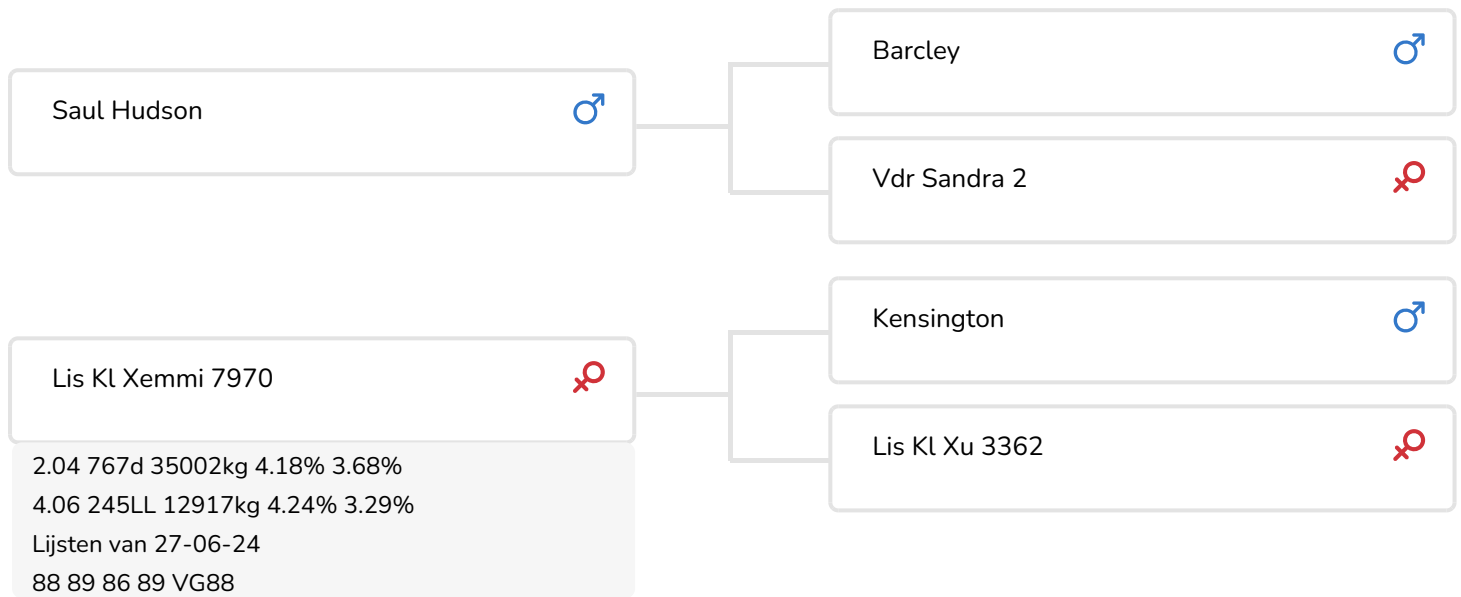 Saul Hudson
Barcley
Vdr Sandra 2
Lis Kl Xemmi 7970
2.04 767d 35002kg 4.18% 3.68%
4.06 245LL 12917kg 4.24% 3.29%
Lijsten van 27-06-24
88 89 86 89 VG88
Kensington
Lis Kl Xu 3362